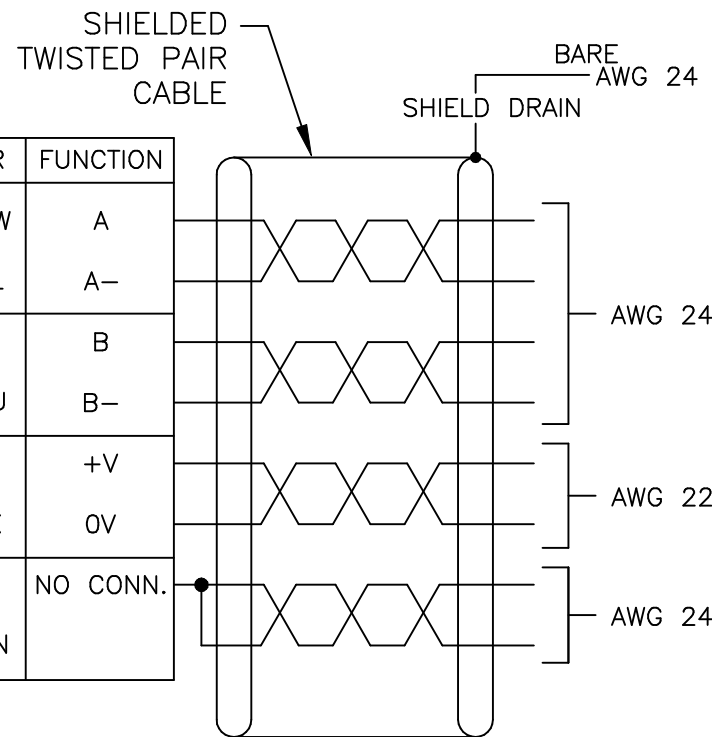 SHIELDED
TWISTED PAIR
CABLE
BARE
AWG 24
SHIELD DRAIN
FUNCTION
A
A−
AWG 24
B
B−
+V
AWG 22
0V
NO CONN.
AWG 24